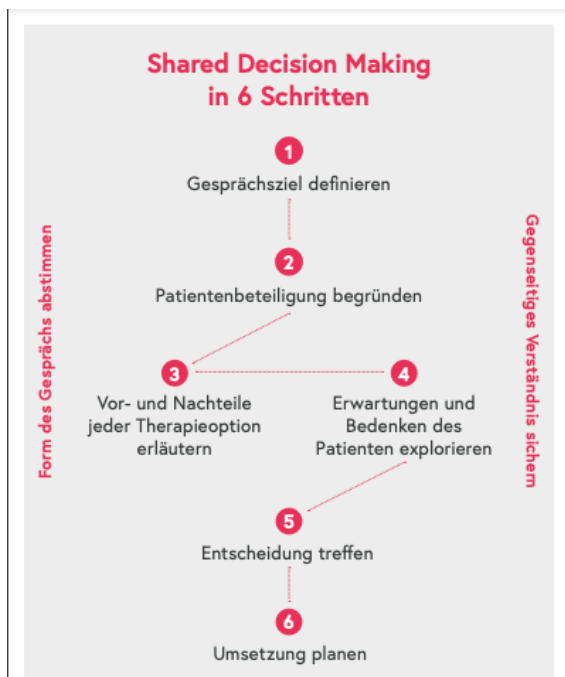 Shared Decision Making
in 6 Schritten
1
Gesprächsziel definieren
2
Patientenbeteiligung begründen
3
Vor- und Nachteile
jeder Therapieoption
erläutern
4
Erwartungen und
Bedenken des
Patienten explorieren
5
Entscheidung treffen
6
Umsetzung planen
Form des Gesprächs abstimmen
Gegenseitiges Verständnis sichern